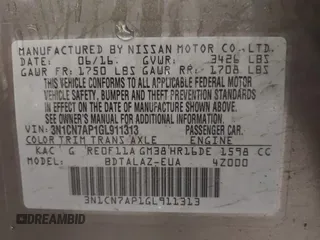 MANUFACTURED BY NISSAN MOTOR CO.,LTD.
DATE: 06/16 GVWR: 3426 LBS
GAWR FR: 1750 LBS GAWR RR: 1708 LBS
THIS VEHICLE CONFORMS TO ALL APPLICABLE FEDERAL MOTOR
VEHICLE SAFETY, BUMPER AND THEFT PREVENTION STANDARDS
IN EFFECT ON THE DATE OF MANUFACTURE SHOWN ABOVE.
SEE OWNER'S MANUAL FOR ADDITIONAL
VIN: 3N1CN7AP1GL911313 PASSENGER CAR
COLOR TRIM TRANS AXLE ENGINE
KAC G RE0F11A GM38 HR16DE 1598 CC
BDTALAZ-EUA 4Z000
3N1CN7AP1GL911313
DREAMBID